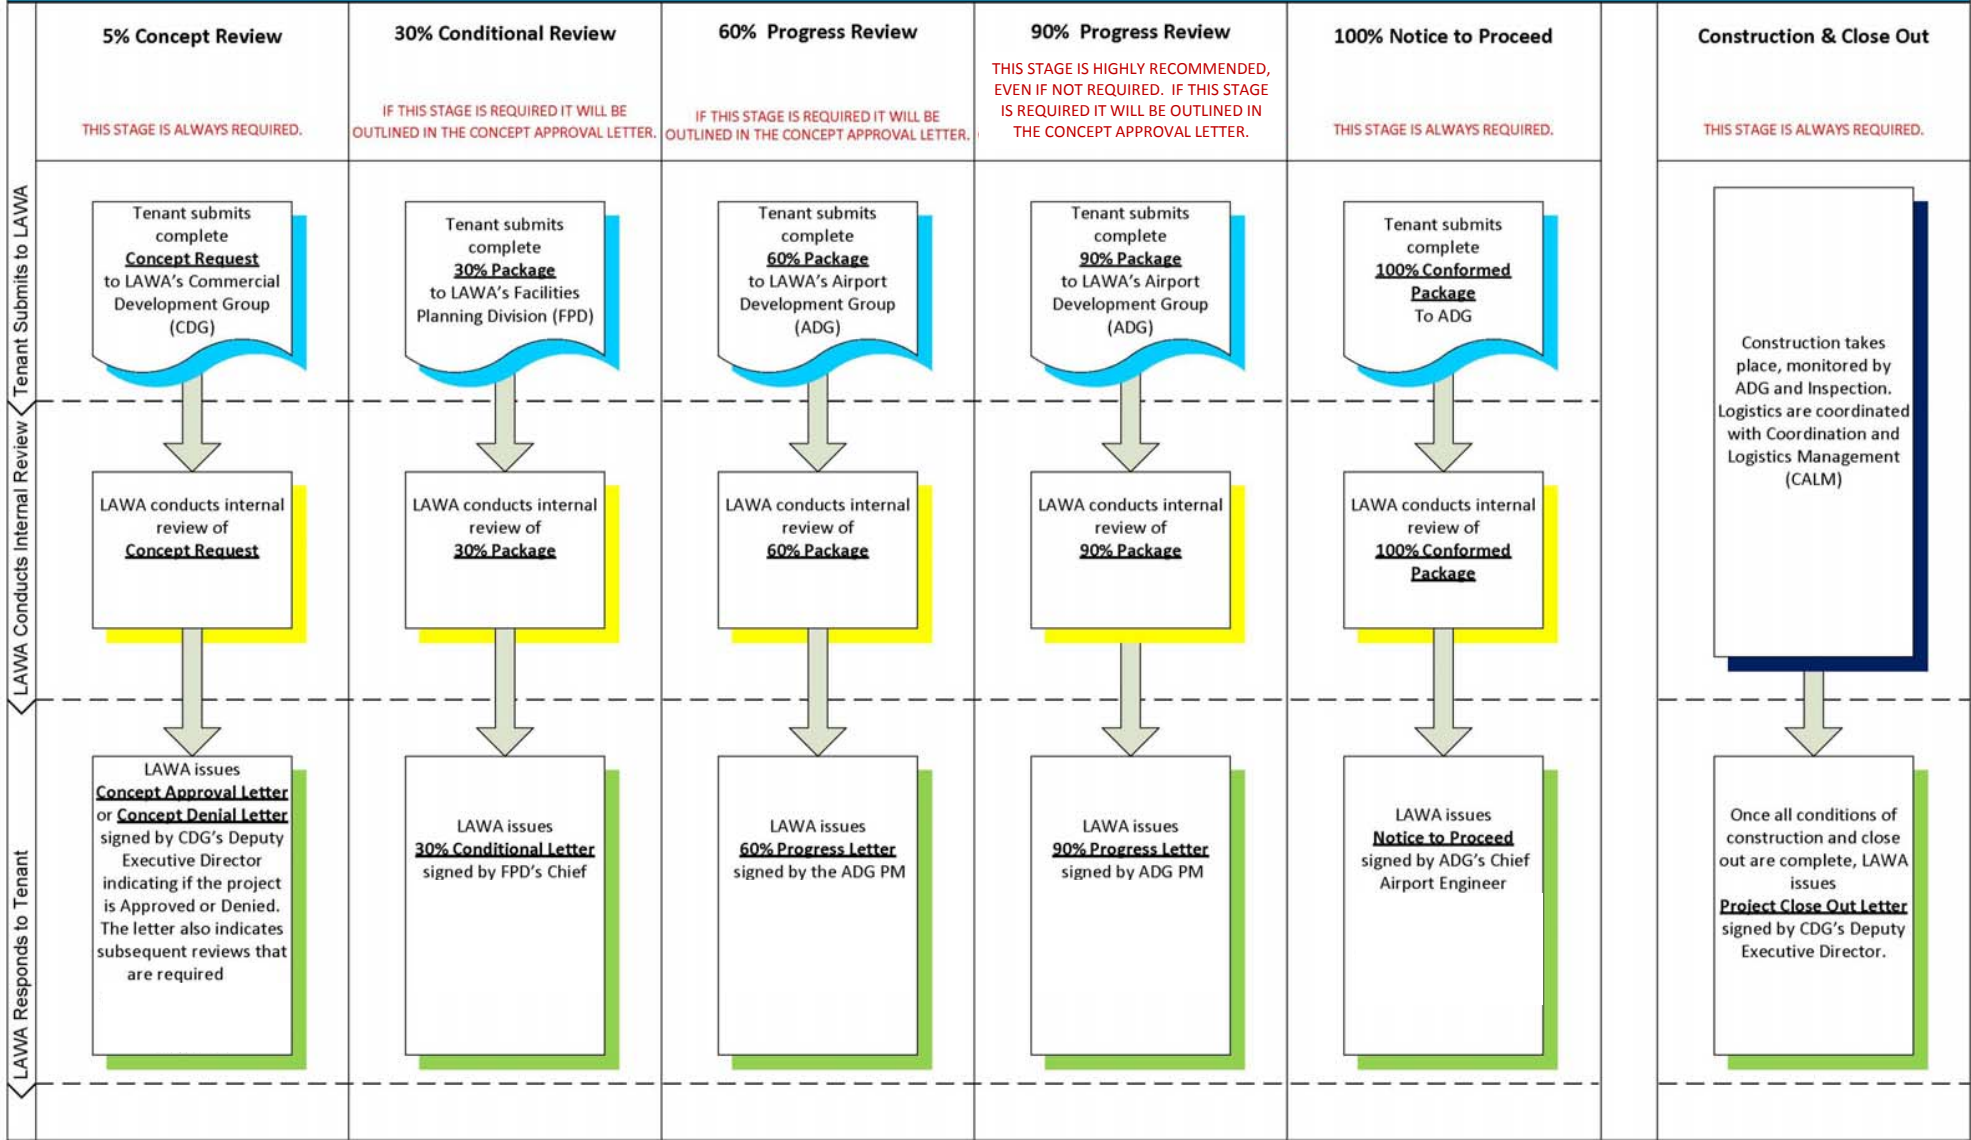 5% Concept Review
THIS STAGE IS ALWAYS REQUIRED.
30% Conditional Review
IF THIS STAGE IS REQUIRED IT WILL BE
OUTLINED IN THE CONCEPT APPROVAL LETTER.
60% Progress Review
IF THIS STAGE IS REQUIRED IT WILL BE
OUTLINED IN THE CONCEPT APPROVAL LETTER.
90% Progress Review
THIS STAGE IS HIGHLY RECOMMENDED,
EVEN IF NOT REQUIRED. IF THIS STAGE
IS REQUIRED IT WILL BE OUTLINED IN
THE CONCEPT APPROVAL LETTER.
100% Notice to Proceed
THIS STAGE IS ALWAYS REQUIRED.
Construction & Close Out
THIS STAGE IS ALWAYS REQUIRED.
Tenant Submits to LAWA
Tenant submits
complete
Concept Request
to LAWA's Commercial
Development Group
(CDG)
Tenant submits
complete
30% Package
to LAWA's Facilities
Planning Division (FPD)
Tenant submits
complete
60% Package
to LAWA's Airport
Development Group
(ADG)
Tenant submits
complete
90% Package
to LAWA's Airport
Development Group
(ADG)
Tenant submits
complete
100% Conformed
Package
To ADG
Construction takes
place, monitored by
ADG and Inspection.
Logistics are coordinated
with Coordination and
Logistics Management
(CALM)
LAWA Conducts Internal Review
LAWA conducts internal
review of
Concept Request
LAWA conducts internal
review of
30% Package
LAWA conducts internal
review of
60% Package
LAWA conducts internal
review of
90% Package
LAWA conducts internal
review of
100% Conformed
Package
LAWA Responds to Tenant
LAWA issues
Concept Approval Letter
or Concept Denial Letter
signed by CDG's Deputy
Executive Director
indicating if the project
is Approved or Denied.
The letter also indicates
subsequent reviews that
are required
LAWA issues
30% Conditional Letter
signed by FPD's Chief
LAWA issues
60% Progress Letter
signed by the ADG PM
LAWA issues
90% Progress Letter
signed by ADG PM
LAWA issues
Notice to Proceed
signed by ADG's Chief
Airport Engineer
Once all conditions of
construction and close
out are complete, LAWA
issues
Project Close Out Letter
signed by CDG's Deputy
Executive Director.